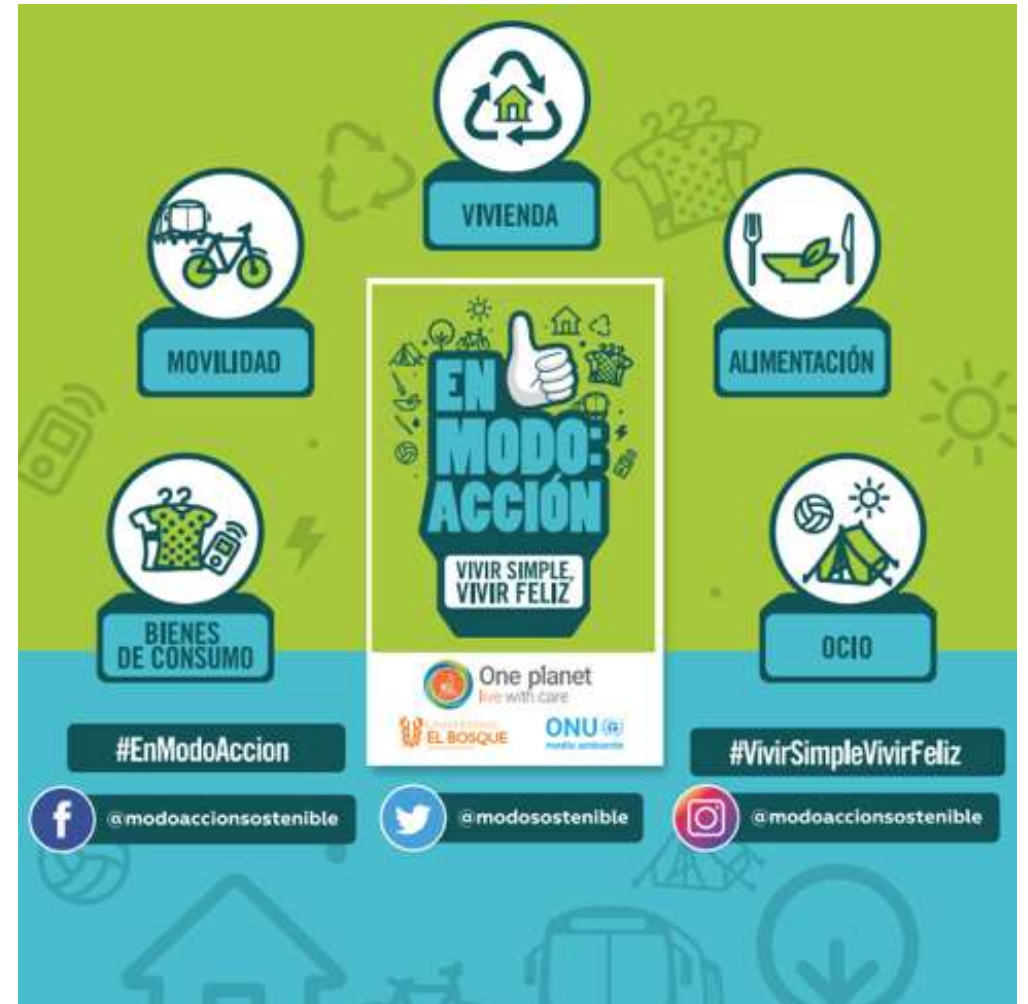 VIVIENDA
MOVILIDAD
ALIMENTACIÓN
EN
MODO:
ACCIÓN
VIVIR SIMPLE,
VIVIR FELIZ
BIENES
DE CONSUMO
OCIO
One planet
live with care
UNIVERSIDAD
EL BOSQUE
ONU
medio ambiente
#EnModoAccion
#VivirSimpleVivirFeliz
@modoaccionsostenible
@modosostenible
@modoaccionsostenible